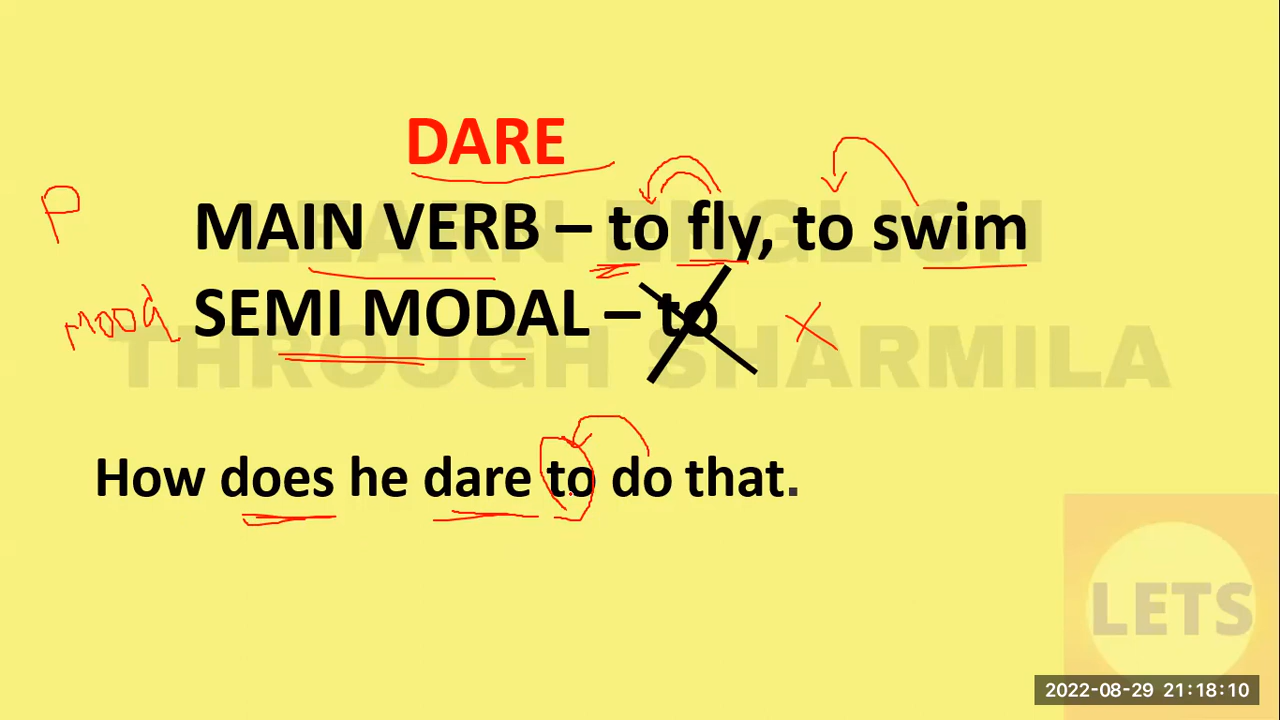 DARE
P
MAIN VERB – to fly, to swim
LEARN ENGLISH
Mood
SEMI MODAL – to
THROUGH SHARMILA
How does he dare to do that.
LETS
2022-08-29 21:18:10